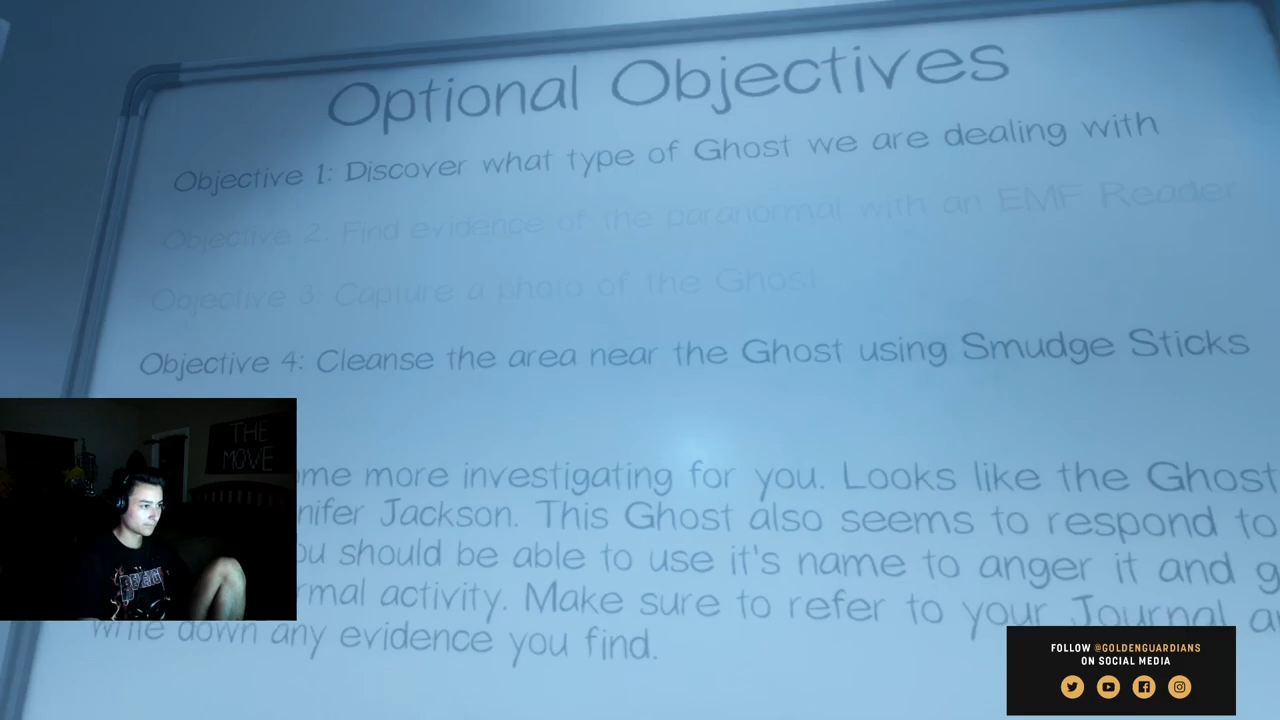 Optional Objectives
Objective 1: Discover what type of Ghost we are dealing with
Objective 2: Find evidence of the paranormal with an EMF Reader
Objective 3: Capture a photo of the Ghost
Objective 4: Cleanse the area near the Ghost using Smudge Sticks
me more investigating for you. Looks like the Ghost
nifer Jackson. This Ghost also seems to respond to
ou should be able to use it's name to anger it and g
rmal activity. Make sure to refer to your Journal a
write down any evidence you find.
THE
MOVE
FOLLOW @GOLDENGUARDIANS
ON SOCIAL MEDIA